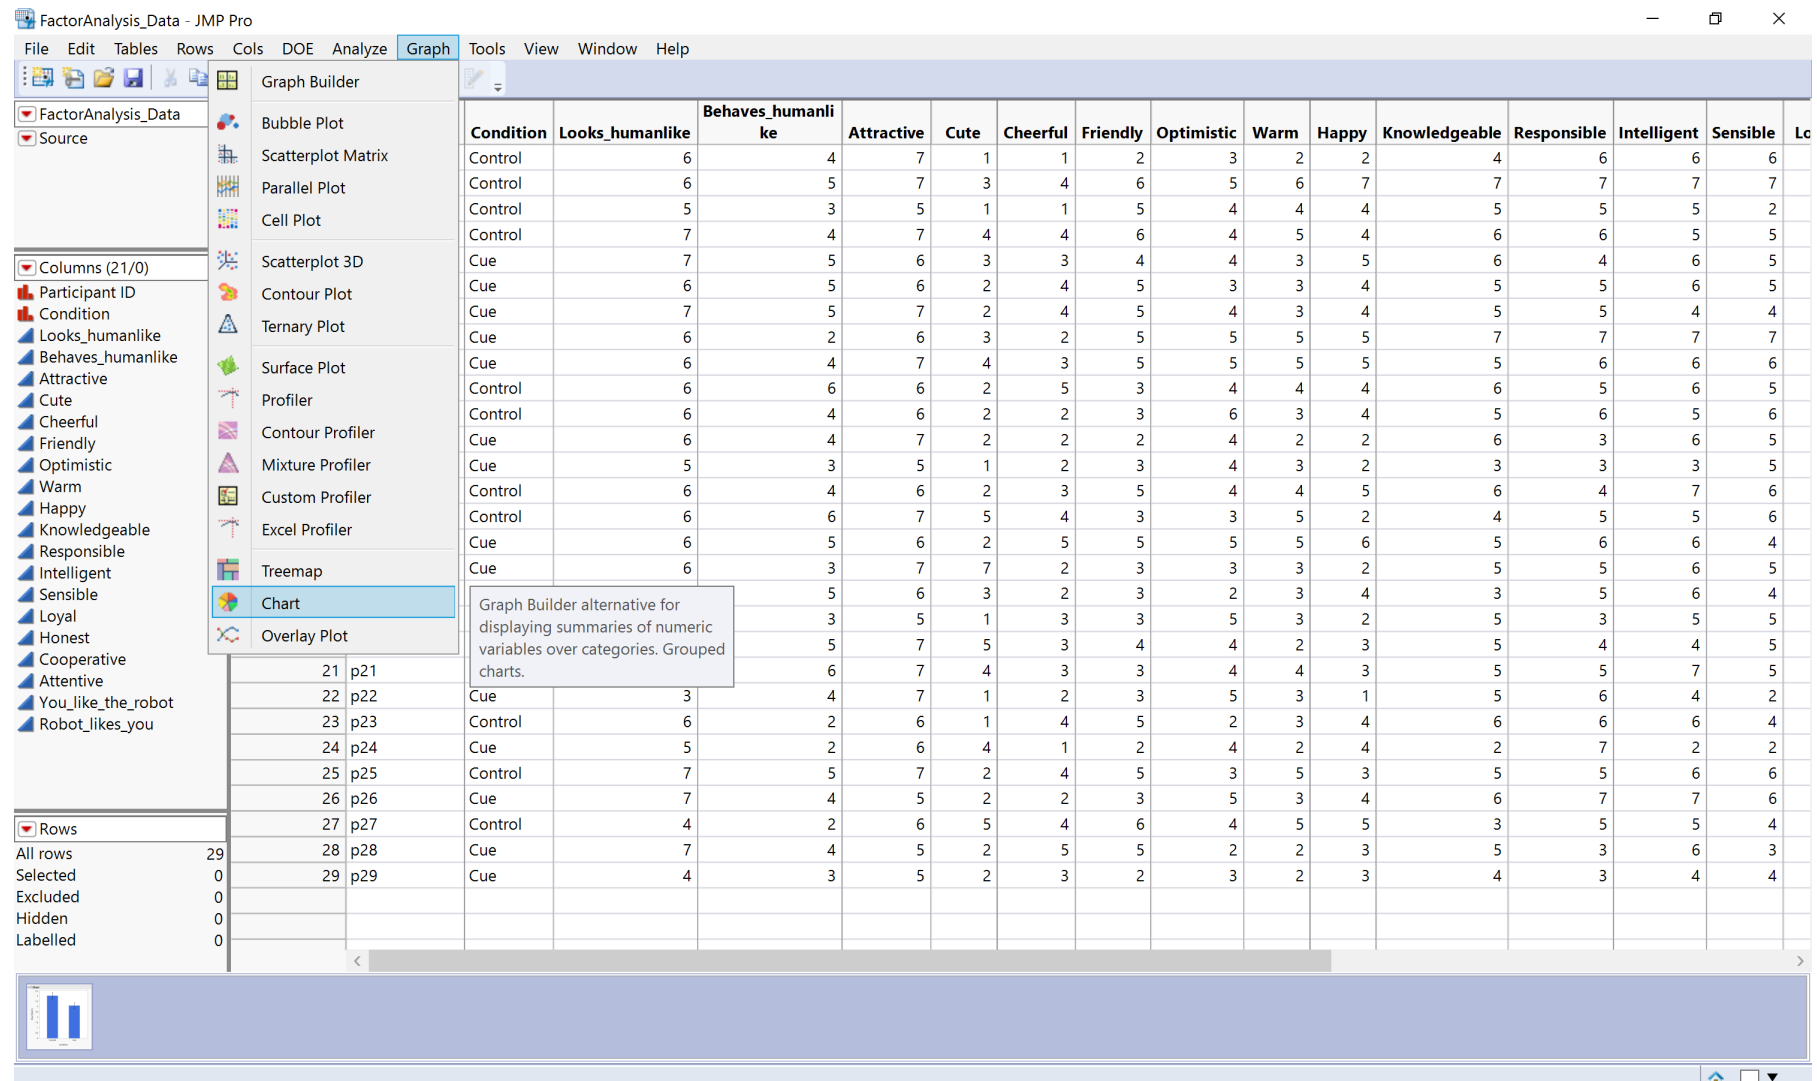 FactorAnalysis_Data - JMP Pro
File Edit Tables Rows Cols DOE Analyze Graph Tools View Window Help
FactorAnalysis_Data
Source
Columns (21/0)
Participant ID
Condition
Looks_humanlike
Behaves_humanlike
Attractive
Cute
Cheerful
Friendly
Optimistic
Warm
Happy
Knowledgeable
Responsible
Intelligent
Sensible
Loyal
Honest
Cooperative
Attentive
You_like_the_robot
Robot_likes_you
Rows
All rows 29
Selected 0
Excluded 0
Hidden 0
Labelled 0
Graph Builder
Bubble Plot
Scatterplot Matrix
Parallel Plot
Cell Plot
Scatterplot 3D
Contour Plot
Ternary Plot
Surface Plot
Profiler
Contour Profiler
Mixture Profiler
Custom Profiler
Excel Profiler
Treemap
Chart
Overlay Plot
Graph Builder alternative for
displaying summaries of numeric
variables over categories. Grouped
charts.
Behaves_humanli
Condition Looks_humanlike ke Attractive Cute Cheerful Friendly Optimistic Warm Happy Knowledgeable Responsible Intelligent Sensible Lo
Control 6 4 7 1 1 2 3 2 2 4 6 6 6
Control 6 5 7 3 4 6 5 6 7 7 7 7 7
Control 5 3 5 1 1 5 4 4 4 5 5 5 2
Control 7 4 7 4 4 6 4 5 4 6 6 5 5
Cue 7 5 6 3 3 4 4 3 5 6 4 6 5
Cue 6 5 6 2 4 5 3 3 4 5 5 6 5
Cue 7 5 7 2 4 5 4 3 4 5 5 4 4
Cue 6 2 6 3 2 5 5 5 5 7 7 7 7
Cue 6 4 7 4 3 5 5 5 5 5 6 6 6
Control 6 6 6 2 5 3 4 4 4 6 5 6 5
Control 6 4 6 2 2 3 6 3 4 5 6 5 6
Cue 6 4 7 2 2 2 4 2 2 6 3 6 5
Cue 5 3 5 1 2 3 4 3 2 3 3 3 5
Control 6 4 6 2 3 5 4 4 5 6 4 7 6
Control 6 6 7 5 4 3 3 5 2 4 5 5 6
Cue 6 5 6 2 5 5 5 5 6 5 6 6 4
Cue 6 3 7 7 2 3 3 3 2 5 5 6 5
5 6 3 2 3 2 3 4 3 5 6 4
3 5 1 3 3 5 3 2 5 3 5 5
5 7 5 3 4 4 2 3 5 4 4 5
21 p21 6 7 4 3 3 4 4 3 5 5 7 5
22 p22 Cue 3 4 7 1 2 3 5 3 1 5 6 4 2
23 p23 Control 6 2 6 1 4 5 2 3 4 6 6 6 4
24 p24 Cue 5 2 6 4 1 2 4 2 4 2 7 2 2
25 p25 Control 7 5 7 2 4 5 3 5 3 5 5 6 6
26 p26 Cue 7 4 5 2 2 3 5 3 4 6 7 7 6
27 p27 Control 4 2 6 5 4 6 4 5 5 3 5 5 4
28 p28 Cue 7 4 5 2 5 5 2 2 3 5 3 6 3
29 p29 Cue 4 3 5 2 3 2 3 2 3 4 3 4 4